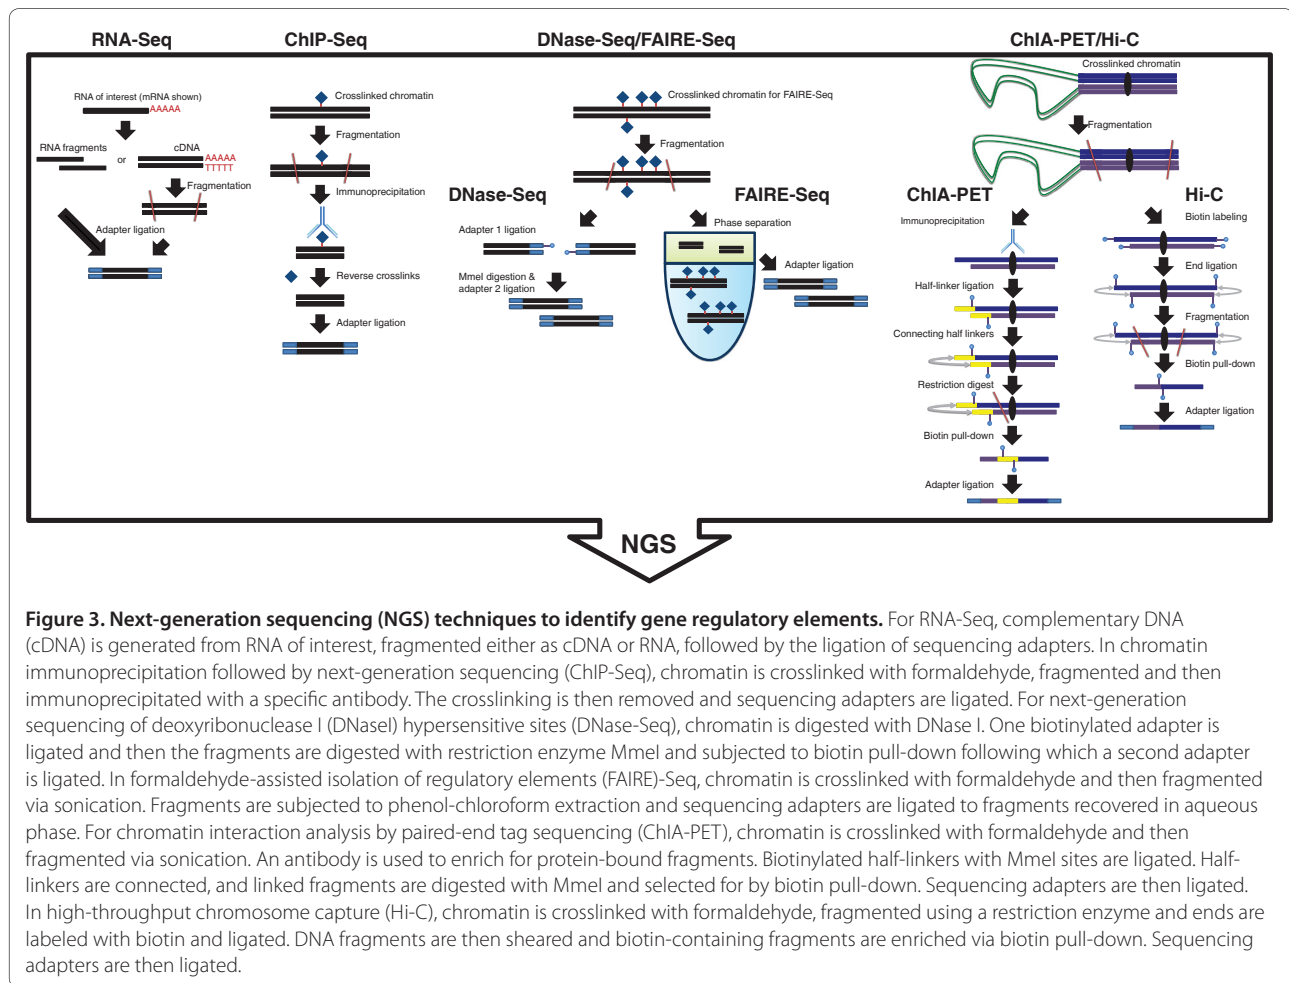 RNA-Seq
ChIP-Seq
DNase-Seq/FAIRE-Seq
ChIA-PET/Hi-C
RNA of interest (mRNA shown)
AAAAA
RNA fragments
or
cDNA
AAAAA
TTTTT
Fragmentation
Adapter ligation
Crosslinked chromatin
Fragmentation
Immunoprecipitation
Reverse crosslinks
Adapter ligation
Crosslinked chromatin for FAIRE-Seq
Fragmentation
DNase-Seq
Adapter 1 ligation
MmeI digestion &
adapter 2 ligation
FAIRE-Seq
Phase separation
Adapter ligation
Crosslinked chromatin
Fragmentation
ChIA-PET
Immunoprecipitation
Half-linker ligation
Connecting half linkers
Restriction digest
Biotin pull-down
Adapter ligation
Hi-C
Biotin labeling
End ligation
Fragmentation
Biotin pull-down
Adapter ligation
NGS
Figure 3. Next-generation sequencing (NGS) techniques to identify gene regulatory elements. For RNA-Seq, complementary DNA
(cDNA) is generated from RNA of interest, fragmented either as cDNA or RNA, followed by the ligation of sequencing adapters. In chromatin
immunoprecipitation followed by next-generation sequencing (ChIP-Seq), chromatin is crosslinked with formaldehyde, fragmented and then
immunoprecipitated with a specific antibody. The crosslinking is then removed and sequencing adapters are ligated. For next-generation
sequencing of deoxyribonuclease I (DNaseI) hypersensitive sites (DNase-Seq), chromatin is digested with DNase I. One biotinylated adapter is
ligated and then the fragments are digested with restriction enzyme MmeI and subjected to biotin pull-down following which a second adapter
is ligated. In formaldehyde-assisted isolation of regulatory elements (FAIRE)-Seq, chromatin is crosslinked with formaldehyde and then fragmented
via sonication. Fragments are subjected to phenol-chloroform extraction and sequencing adapters are ligated to fragments recovered in aqueous
phase. For chromatin interaction analysis by paired-end tag sequencing (ChIA-PET), chromatin is crosslinked with formaldehyde and then
fragmented via sonication. An antibody is used to enrich for protein-bound fragments. Biotinylated half-linkers with MmeI sites are ligated. Half-
linkers are connected, and linked fragments are digested with MmeI and selected for by biotin pull-down. Sequencing adapters are then ligated.
In high-throughput chromosome capture (Hi-C), chromatin is crosslinked with formaldehyde, fragmented using a restriction enzyme and ends are
labeled with biotin and ligated. DNA fragments are then sheared and biotin-containing fragments are enriched via biotin pull-down. Sequencing
adapters are then ligated.